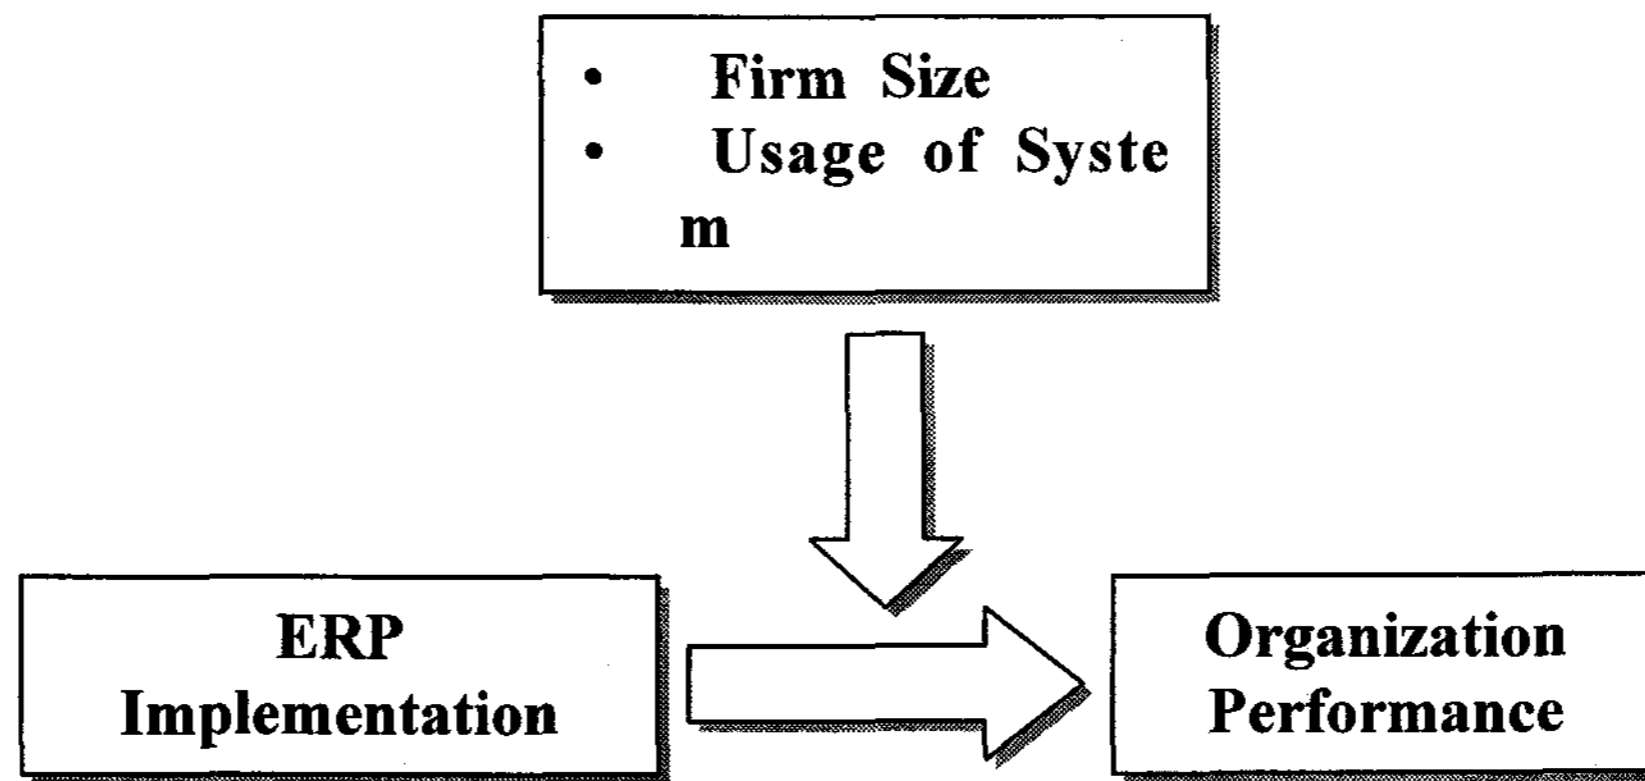 • Firm Size
• Usage of Syste
m
ERP
Implementation
Organization
Performance